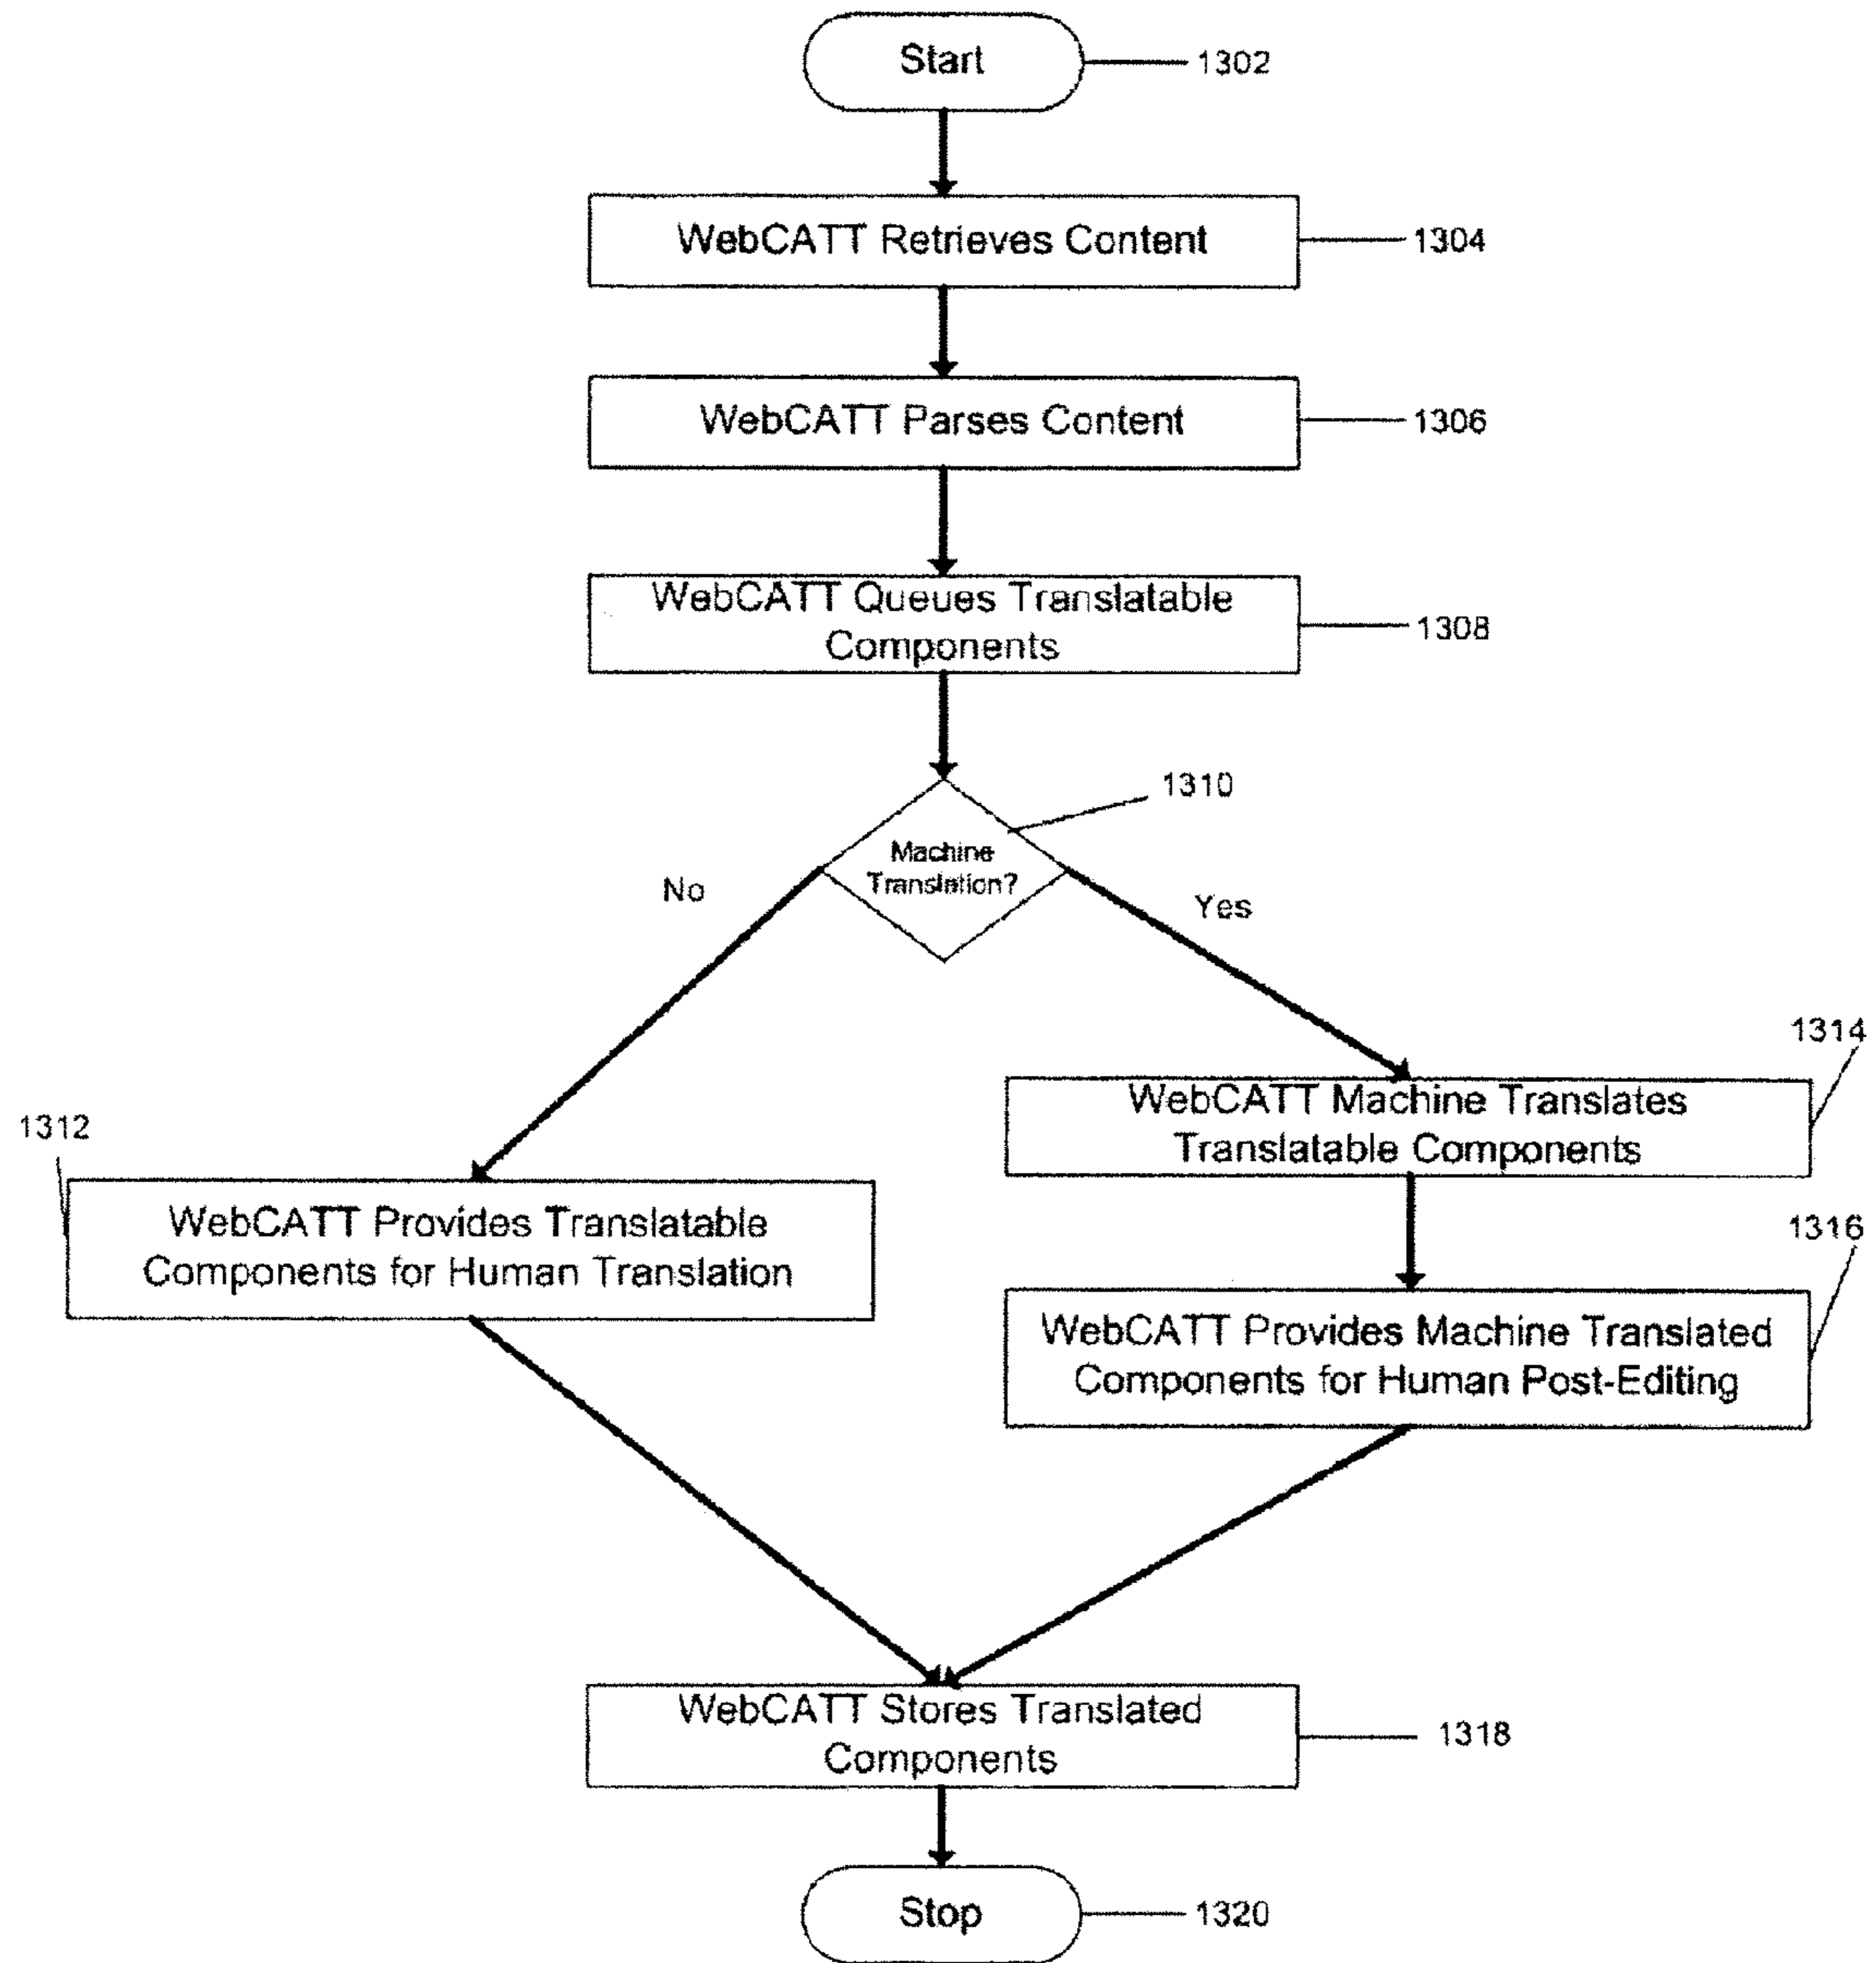 Start
1302
WebCATT Retrieves Content
1304
WebCATT Parses Content
1306
WebCATT Queues Translatable
Components
1308
1310
Machine
Translation?
No
Yes
1314
WebCATT Machine Translates
Translatable Components
1312
WebCATT Provides Translatable
Components for Human Translation
1316
WebCATT Provides Machine Translated
Components for Human Post-Editing
WebCATT Stores Translated
Components
1318
Stop
1320